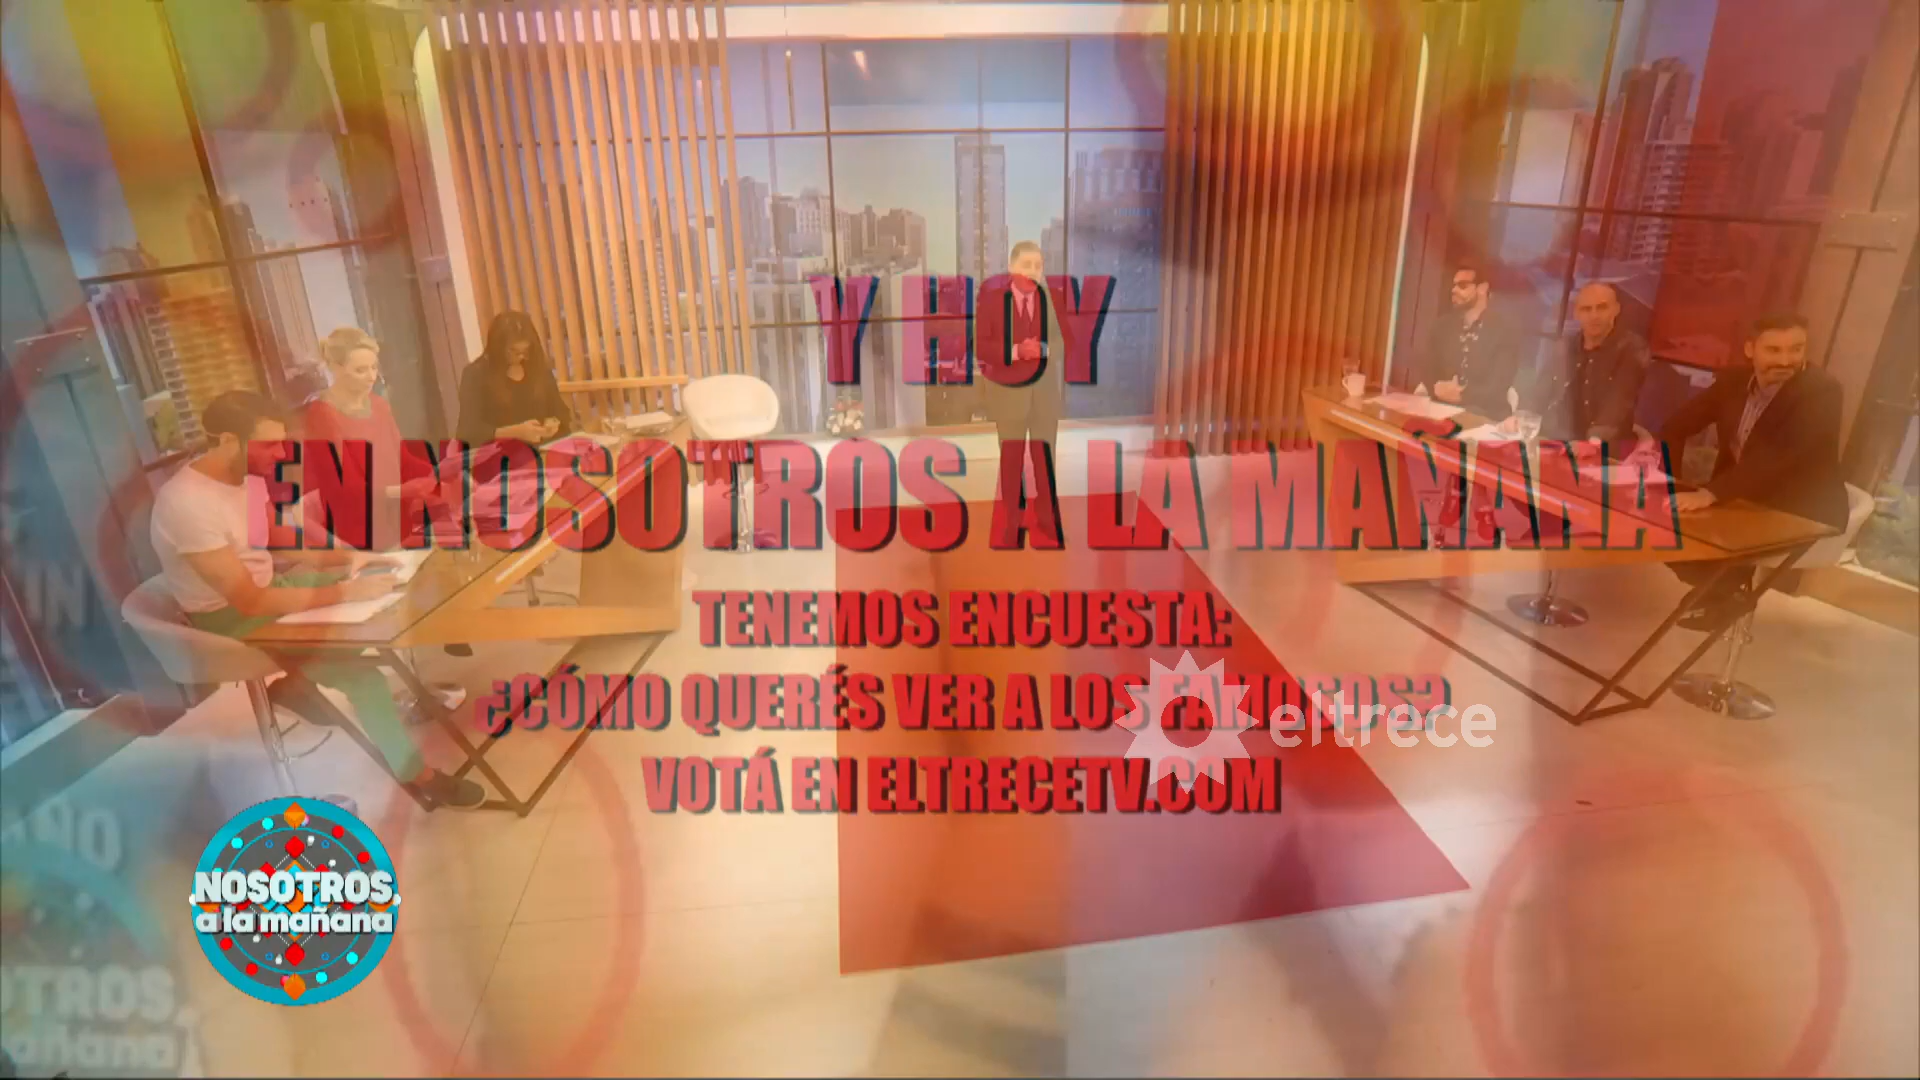 Y HOY
EN NOSOTROS A LA MAÑANA
TENEMOS ENCUESTA:
¿CÓMO QUERÉS VER A LOS FAMOSOS?
VOTÁ EN ELTRECETV.COM
eltrece
NOSOTROS
a la mañana